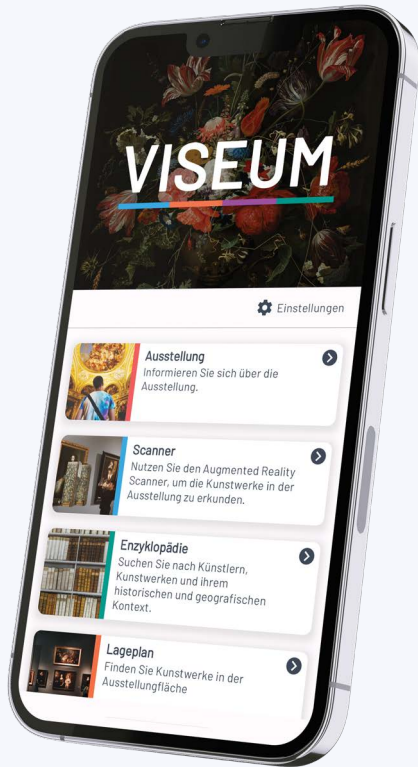 VISEUM
Einstellungen
Ausstellung
Informieren Sie sich über die
Ausstellung.
Scanner
Nutzen Sie den Augmented Reality
Scanner, um die Kunstwerke in der
Ausstellung zu erkunden.
Enzyklopädie
Suchen Sie nach Künstlern,
Kunstwerken und ihrem
historischen und geografischen
Kontext.
Lageplan
Finden Sie Kunstwerke in der
Ausstellungfläche